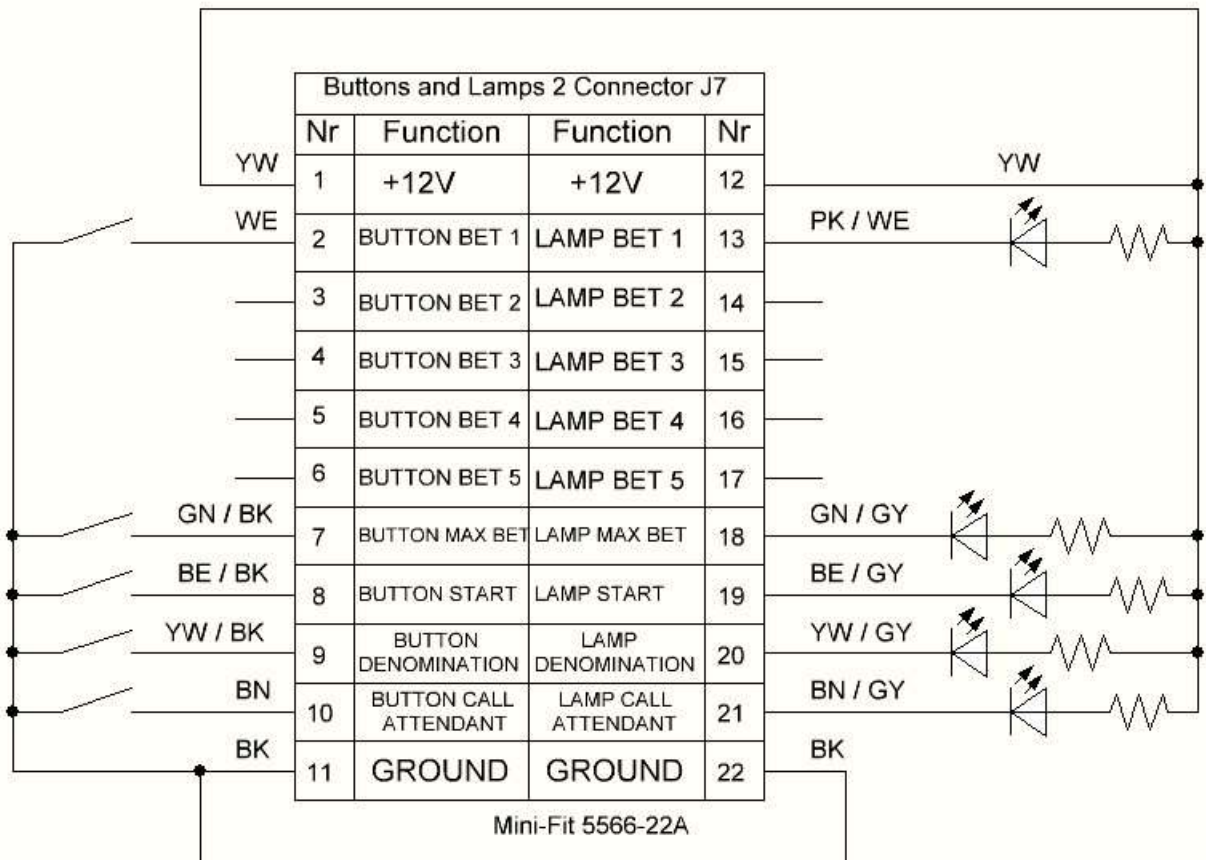 Buttons and Lamps 2 Connector J7
Nr Function Function Nr
YW 1 +12V +12V 12 YW
WE 2 BUTTON BET 1 LAMP BET 1 13 PK / WE
3 BUTTON BET 2 LAMP BET 2 14
4 BUTTON BET 3 LAMP BET 3 15
5 BUTTON BET 4 LAMP BET 4 16
6 BUTTON BET 5 LAMP BET 5 17
GN / BK 7 BUTTON MAX BET LAMP MAX BET 18 GN / GY
BE / BK 8 BUTTON START LAMP START 19 BE / GY
YW / BK 9 BUTTON DENOMINATION LAMP DENOMINATION 20 YW / GY
BN 10 BUTTON CALL ATTENDANT LAMP CALL ATTENDANT 21 BN / GY
BK 11 GROUND GROUND 22 BK
Mini-Fit 5566-22A